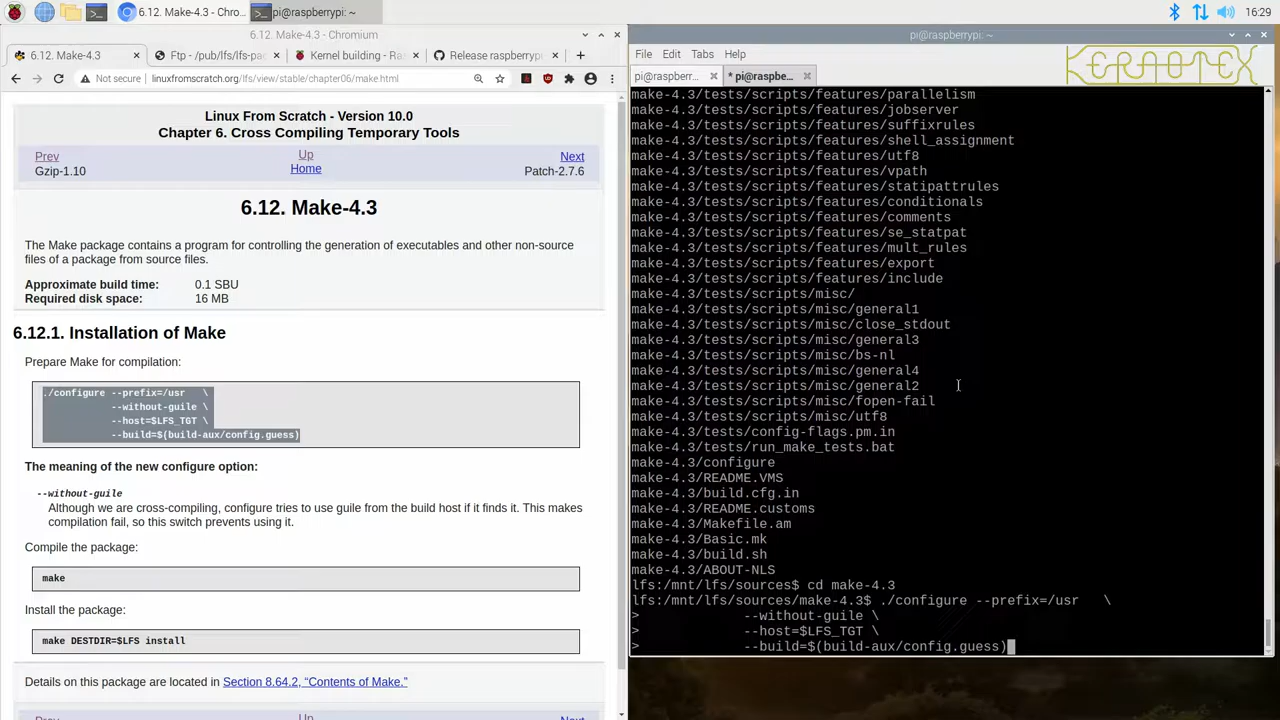 6.12. Make-4.3 - Chro...
pi@raspberrypi: ~
16:29
6.12. Make-4.3 - Chromium
6.12. Make-4.3
Ftp - /pub/lfs/lfs-pac
Kernel building - Ras
Release raspberrypi
Not secure | linuxfromscratch.org/lfs/view/stable/chapter06/make.html
Linux From Scratch - Version 10.0
Chapter 6. Cross Compiling Temporary Tools
Prev
Up
Next
Gzip-1.10
Home
Patch-2.7.6
6.12. Make-4.3
The Make package contains a program for controlling the generation of executables and other non-source
files of a package from source files.
Approximate build time: 0.1 SBU
Required disk space: 16 MB
6.12.1. Installation of Make
Prepare Make for compilation:
./configure --prefix=/usr \
--without-guile \
--host=$LFS_TGT \
--build=$(build-aux/config.guess)
The meaning of the new configure option:
--without-guile
Although we are cross-compiling, configure tries to use guile from the build host if it finds it. This makes
compilation fail, so this switch prevents using it.
Compile the package:
make
Install the package:
make DESTDIR=$LFS install
Details on this package are located in Section 8.64.2, “Contents of Make.”
Prev
Up
Next
pi@raspberrypi: ~
File Edit Tabs Help
pi@raspberr...
* pi@raspbe...
KERAOTEX
make-4.3/tests/scripts/features/parallelism
make-4.3/tests/scripts/features/jobserver
make-4.3/tests/scripts/features/suffixrules
make-4.3/tests/scripts/features/shell_assignment
make-4.3/tests/scripts/features/utf8
make-4.3/tests/scripts/features/vpath
make-4.3/tests/scripts/features/statipattrules
make-4.3/tests/scripts/features/conditionals
make-4.3/tests/scripts/features/comments
make-4.3/tests/scripts/features/se_statpat
make-4.3/tests/scripts/features/mult_rules
make-4.3/tests/scripts/features/export
make-4.3/tests/scripts/features/include
make-4.3/tests/scripts/misc/
make-4.3/tests/scripts/misc/general1
make-4.3/tests/scripts/misc/close_stdout
make-4.3/tests/scripts/misc/general3
make-4.3/tests/scripts/misc/bs-nl
make-4.3/tests/scripts/misc/general4
make-4.3/tests/scripts/misc/general2
make-4.3/tests/scripts/misc/fopen-fail
make-4.3/tests/scripts/misc/utf8
make-4.3/tests/config-flags.pm.in
make-4.3/tests/run_make_tests.bat
make-4.3/configure
make-4.3/README.VMS
make-4.3/build.cfg.in
make-4.3/README.customs
make-4.3/Makefile.am
make-4.3/Basic.mk
make-4.3/build.sh
make-4.3/ABOUT-NLS
lfs:/mnt/lfs/sources$ cd make-4.3
lfs:/mnt/lfs/sources/make-4.3$ ./configure --prefix=/usr \
> --without-guile \
> --host=$LFS_TGT \
> --build=$(build-aux/config.guess)